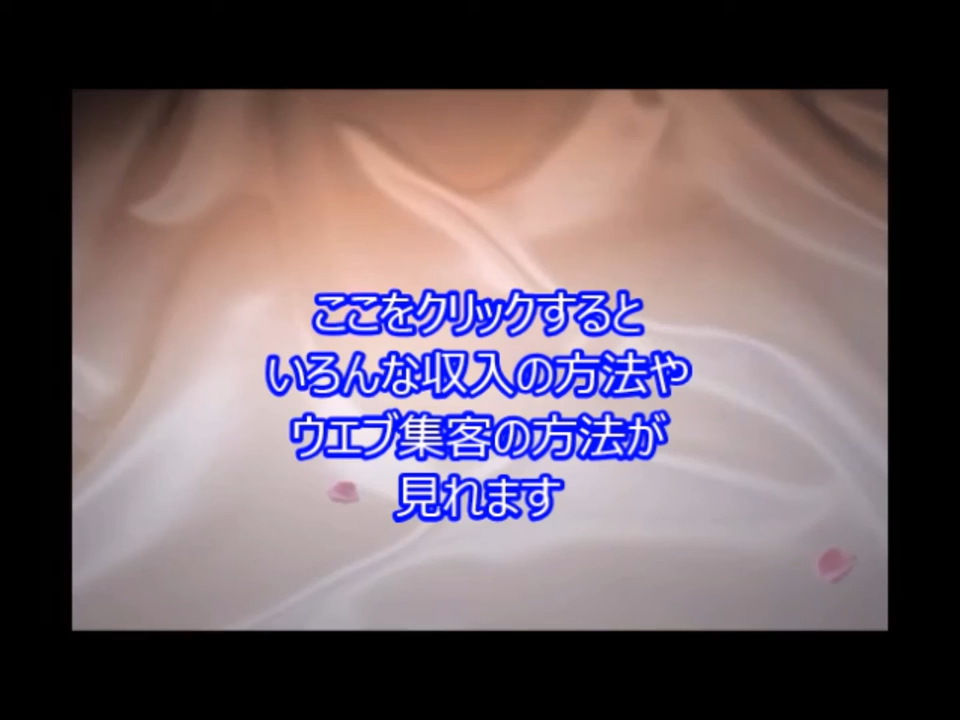 ここをクリックすると
いろんな収入の方法や
ウエブ集客の方法が
見れます